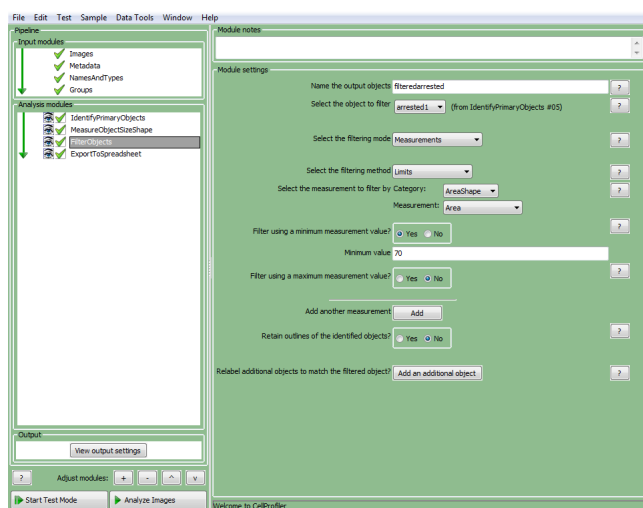 File Edit Test Sample Data Tools Window Help
Pipeline
Input modules
Images
Metadata
NamesAndTypes
Groups
Analysis modules
IdentifyPrimaryObjects
MeasureObjectSizeShape
FilterObjects
ExportToSpreadsheet
Output
View output settings
? Adjust modules: + - ^ v
Start Test Mode Analyze Images
Module notes
Module settings
Name the output objects filteredarrested ?
Select the object to filter arrested1 (from IdentifyPrimaryObjects #05) ?
Select the filtering mode Measurements ?
Select the filtering method Limits ?
Select the measurement to filter by Category: AreaShape ?
Measurement: Area
Filter using a minimum measurement value? Yes No ?
Minimum value 70
Filter using a maximum measurement value? Yes No ?
Add another measurement Add
Retain outlines of the identified objects? Yes No ?
Relabel additional objects to match the filtered object? Add an additional object ?
Welcome to CellProfiler